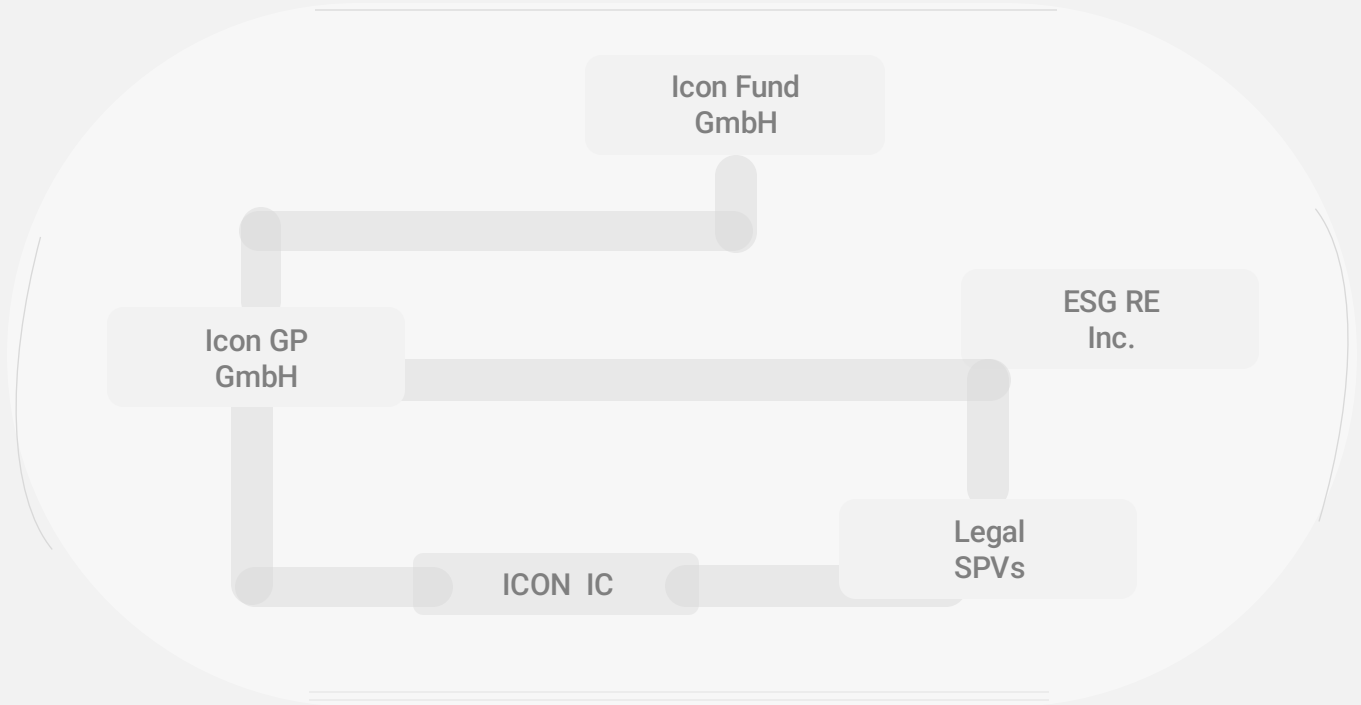 Icon Fund
GmbH
ESG RE
Inc.
Icon GP
GmbH
Legal
SPVs
ICON IC